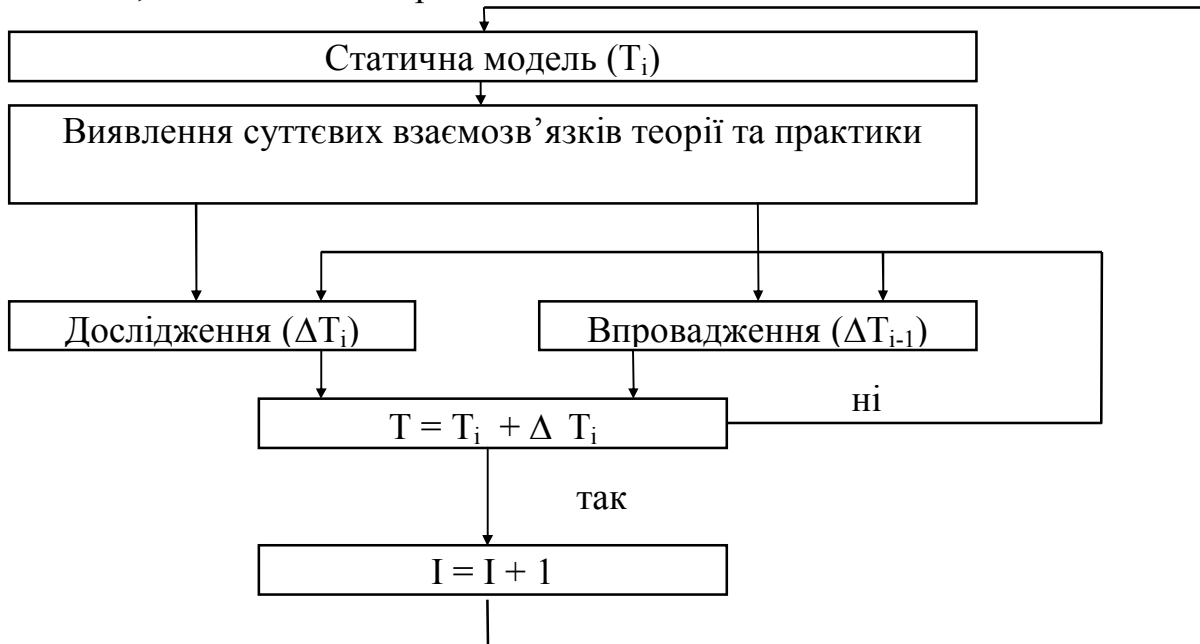 Статична модель (Tᵢ)
Виявлення суттєвих взаємозв’язків теорії та практики
Дослідження (ΔTᵢ)
Впровадження (ΔTᵢ₋₁)
ні
T = Tᵢ + Δ Tᵢ
так
I = I + 1